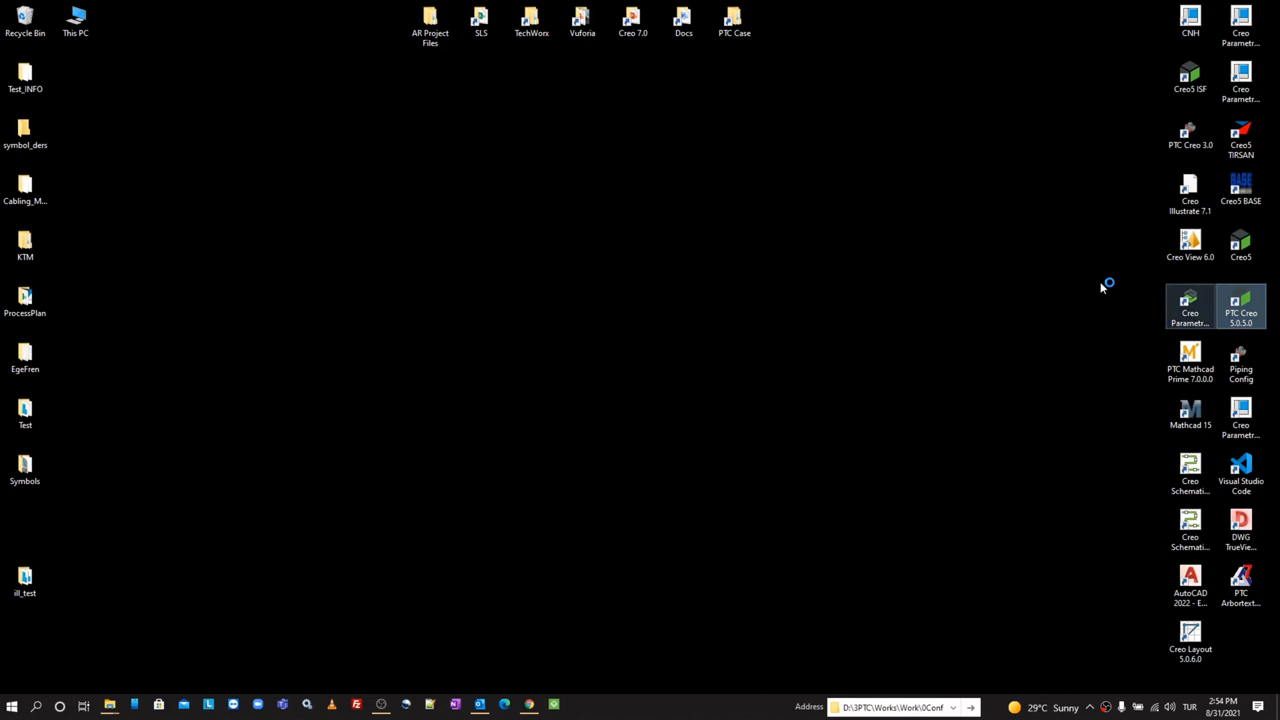 Recycle Bin
This PC
AR Project
Files
SLS
TechWorx
Vuforia
Creo 7.0
Docs
PTC Case
CNH
Creo
Parametr...
Test_INFO
Creo5 ISF
Creo
Parametr...
symbol_ders
PTC Creo 3.0
Creo5
TIRSAN
Cabling_M...
Creo
Illustrate 7.1
BASE
Creo5 BASE
KTM
Creo View 6.0
Creo5
ProcessPlan
Creo
Parametr...
PTC Creo
5.0.5.0
EgeFren
PTC Mathcad
Prime 7.0.0.0
Piping
Config
Test
Mathcad 15
Creo
Parametr...
Symbols
Creo
Schemati...
Visual Studio
Code
Creo
Schemati...
DWG
TrueVie...
ill_test
AutoCAD
2022 - E...
PTC
Arbortext...
Creo Layout
5.0.6.0
Address
D:\3PTC\Works\Work\0Conf
29°C Sunny
TUR
2:54 PM
8/31/2021